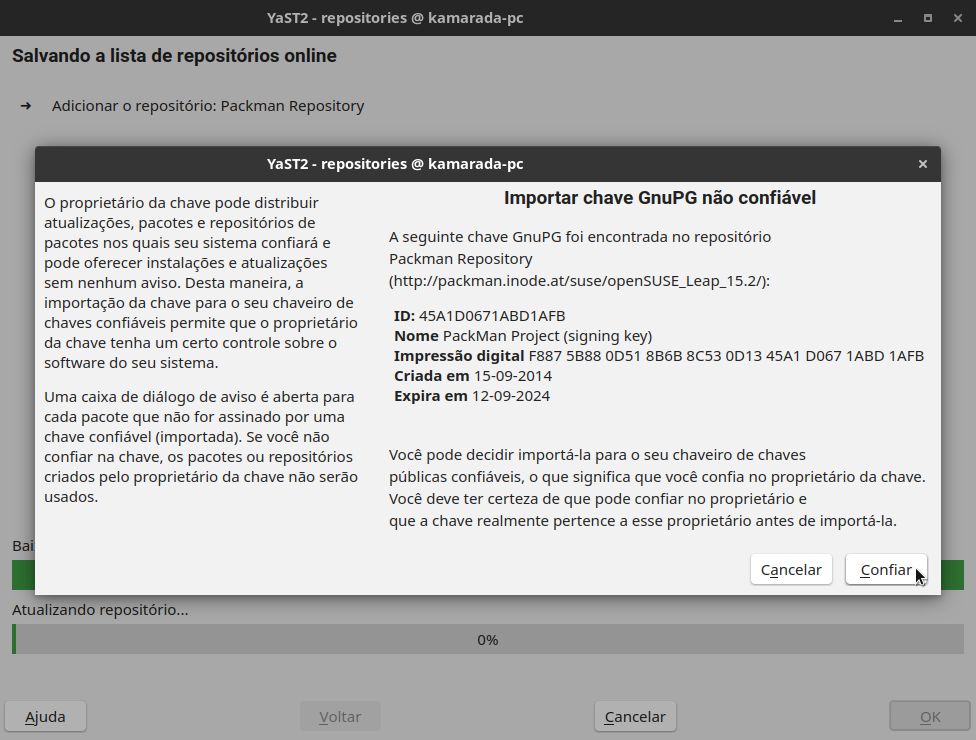 YaST2 - repositories @ kamarada-pc
Salvando a lista de repositórios online
➔ Adicionar o repositório: Packman Repository
YaST2 - repositories @ kamarada-pc
O proprietário da chave pode distribuir
atualizações, pacotes e repositórios de
pacotes nos quais seu sistema confiará e
pode oferecer instalações e atualizações
sem nenhum aviso. Desta maneira, a
importação da chave para o seu chaveiro de
chaves confiáveis permite que o proprietário
da chave tenha um certo controle sobre o
software do seu sistema.
Uma caixa de diálogo de aviso é aberta para
cada pacote que não for assinado por uma
chave confiável (importada). Se você não
confiar na chave, os pacotes ou repositórios
criados pelo proprietário da chave não serão
usados.
Importar chave GnuPG não confiável
A seguinte chave GnuPG foi encontrada no repositório
Packman Repository
(http://packman.inode.at/suse/openSUSE_Leap_15.2/):
ID: 45A1D0671ABD1AFB
Nome PackMan Project (signing key)
Impressão digital F887 5B88 0D51 8B6B 8C53 0D13 45A1 D067 1ABD 1AFB
Criada em 15-09-2014
Expira em 12-09-2024
Você pode decidir importá-la para o seu chaveiro de chaves
públicas confiáveis, o que significa que você confia no proprietário da chave.
Você deve ter certeza de que pode confiar no proprietário e
que a chave realmente pertence a esse proprietário antes de importá-la.
Cancelar Confiar
Bai
Atualizando repositório...
0%
Ajuda Voltar Cancelar OK